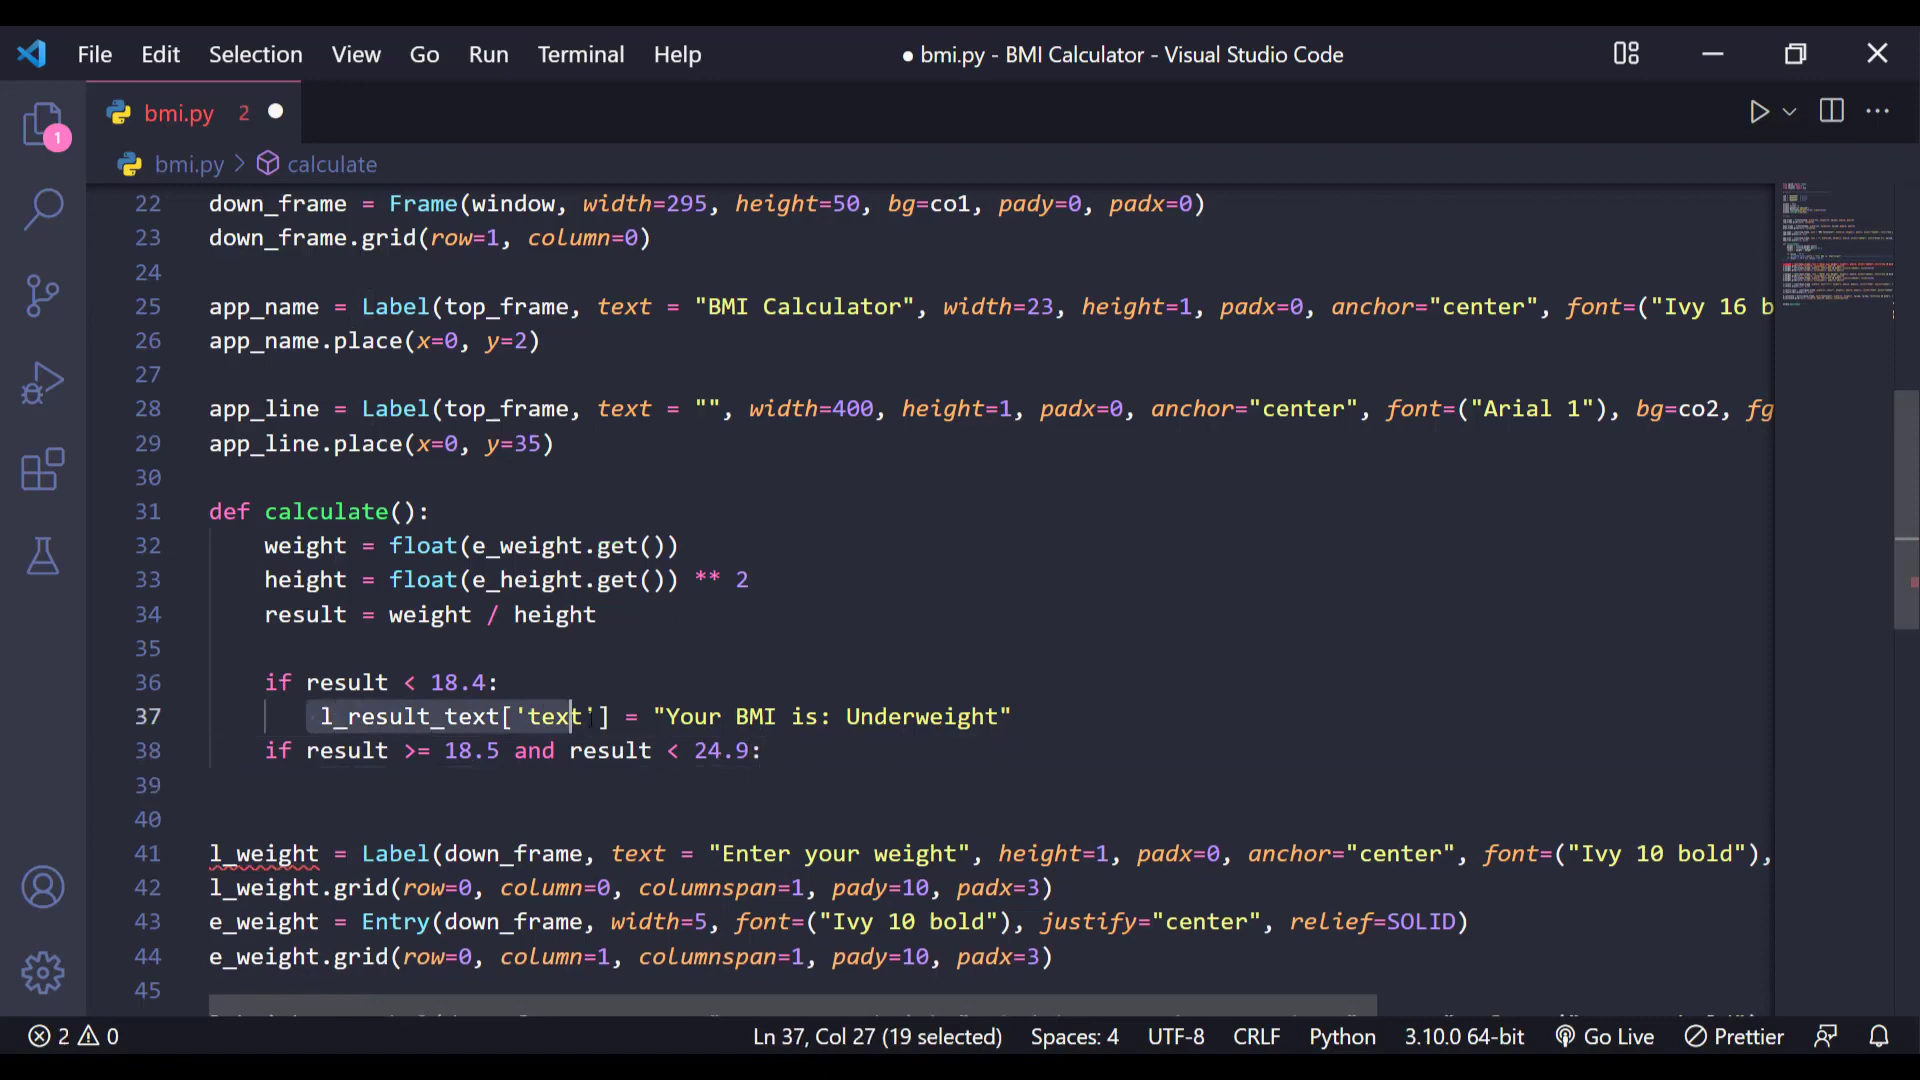 File Edit Selection View Go Run Terminal Help ● bmi.py - BMI Calculator - Visual Studio Code
bmi.py 2
1
bmi.py > calculate
22 down_frame = Frame(window, width=295, height=50, bg=co1, pady=0, padx=0)
23 down_frame.grid(row=1, column=0)
24
25 app_name = Label(top_frame, text = "BMI Calculator", width=23, height=1, padx=0, anchor="center", font=("Ivy 16 b
26 app_name.place(x=0, y=2)
27
28 app_line = Label(top_frame, text = "", width=400, height=1, padx=0, anchor="center", font=("Arial 1"), bg=co2, fg
29 app_line.place(x=0, y=35)
30
31 def calculate():
32 weight = float(e_weight.get())
33 height = float(e_height.get()) ** 2
34 result = weight / height
35
36 if result < 18.4:
37 l_result_text['text'] = "Your BMI is: Underweight"
38 if result >= 18.5 and result < 24.9:
39
40
41 l_weight = Label(down_frame, text = "Enter your weight", height=1, padx=0, anchor="center", font=("Ivy 10 bold"),
42 l_weight.grid(row=0, column=0, columnspan=1, pady=10, padx=3)
43 e_weight = Entry(down_frame, width=5, font=("Ivy 10 bold"), justify="center", relief=SOLID)
44 e_weight.grid(row=0, column=1, columnspan=1, pady=10, padx=3)
45
2 0 Ln 37, Col 27 (19 selected) Spaces: 4 UTF-8 CRLF Python 3.10.0 64-bit Go Live Prettier